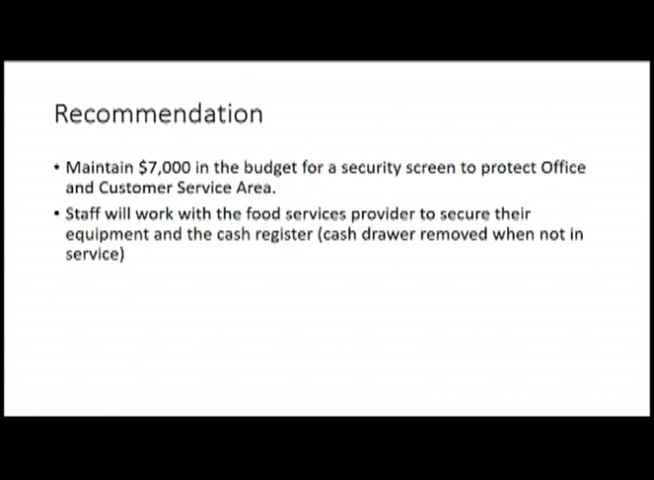 Recommendation
• Maintain $7,000 in the budget for a security screen to protect Office
and Customer Service Area.
• Staff will work with the food services provider to secure their
equipment and the cash register (cash drawer removed when not in
service)